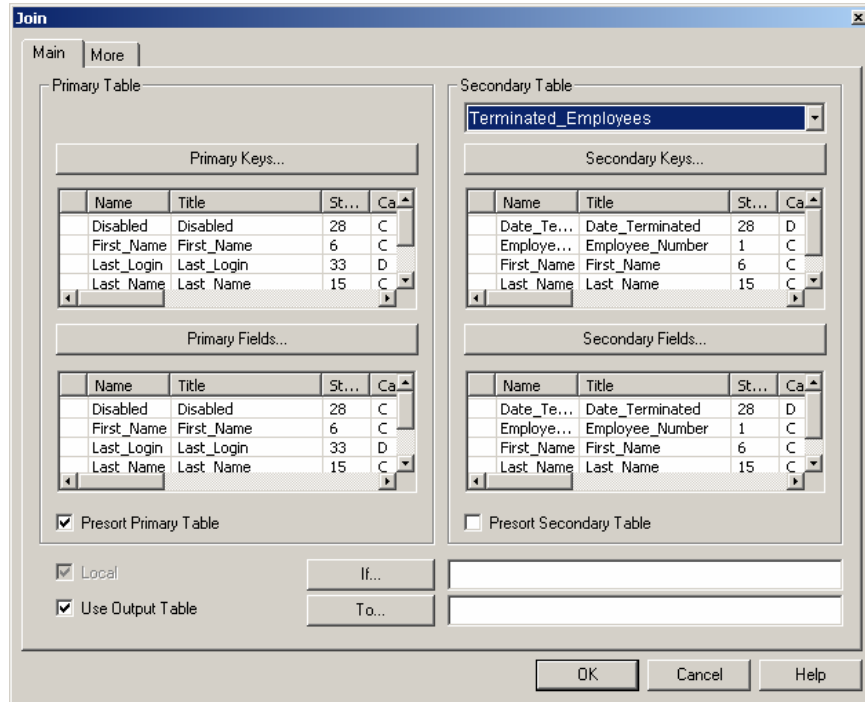 Join
Main More
Primary Table
Secondary Table
Terminated_Employees
Primary Keys...
Secondary Keys...
Name Title St... Ca
Disabled Disabled 28 C
First_Name First_Name 6 C
Last_Login Last_Login 33 D
Last_Name Last_Name 15 C
Name Title St... Ca
Date_Te... Date_Terminated 28 D
Employe... Employee_Number 1 C
First_Name First_Name 6 C
Last_Name Last_Name 15 C
Primary Fields...
Secondary Fields...
Name Title St... Ca
Disabled Disabled 28 C
First_Name First_Name 6 C
Last_Login Last_Login 33 D
Last_Name Last_Name 15 C
Name Title St... Ca
Date_Te... Date_Terminated 28 D
Employe... Employee_Number 1 C
First_Name First_Name 6 C
Last_Name Last_Name 15 C
Presort Primary Table
Presort Secondary Table
Local
If...
Use Output Table
To...
OK Cancel Help